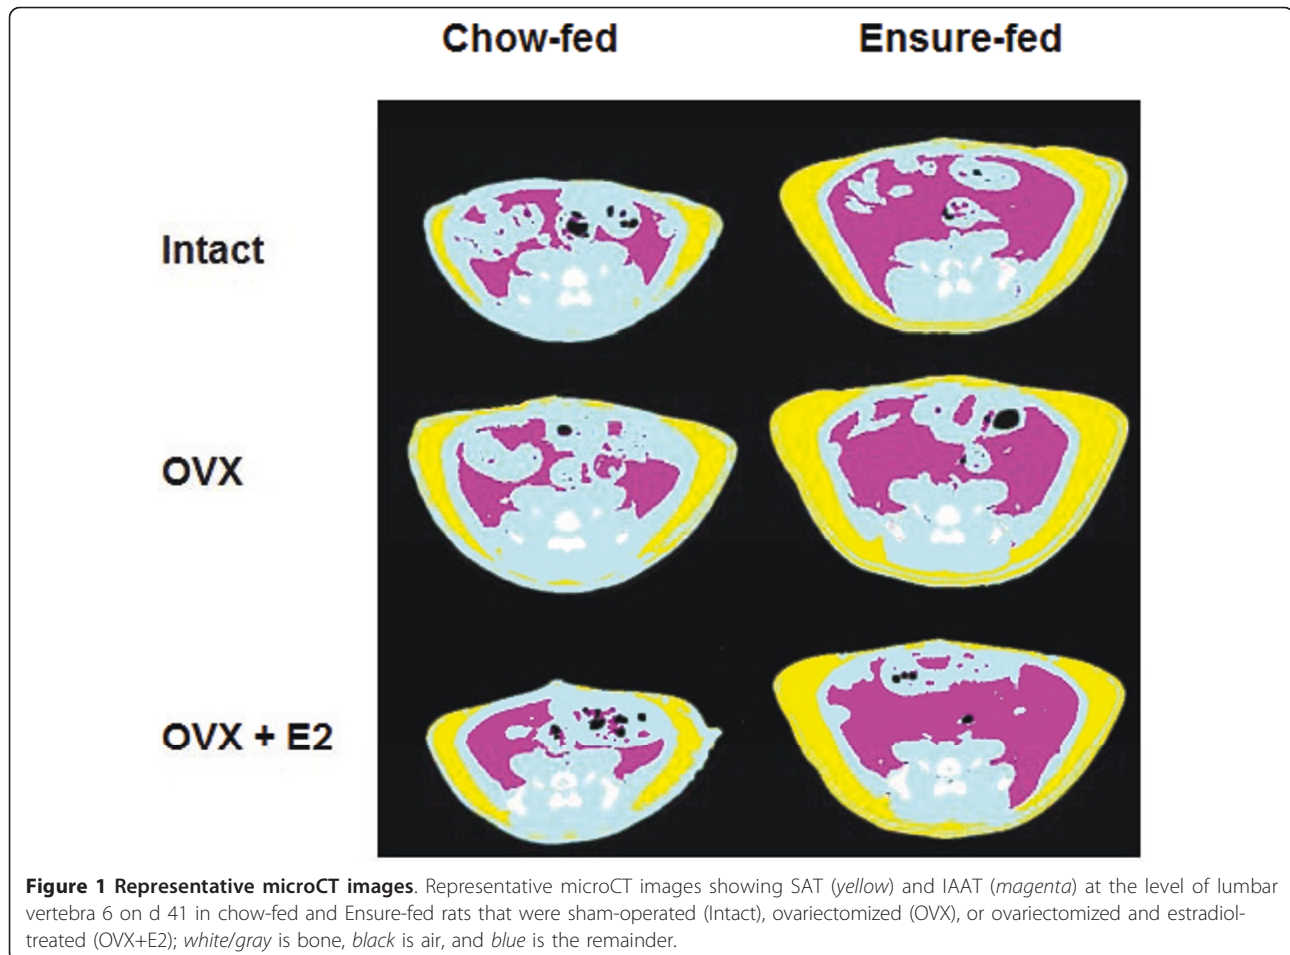 Chow-fed Ensure-fed
Intact
OVX
OVX + E2
Figure 1 Representative microCT images. Representative microCT images showing SAT (yellow) and IAAT (magenta) at the level of lumbar
vertebra 6 on d 41 in chow-fed and Ensure-fed rats that were sham-operated (Intact), ovariectomized (OVX), or ovariectomized and estradiol-
treated (OVX+E2); white/gray is bone, black is air, and blue is the remainder.